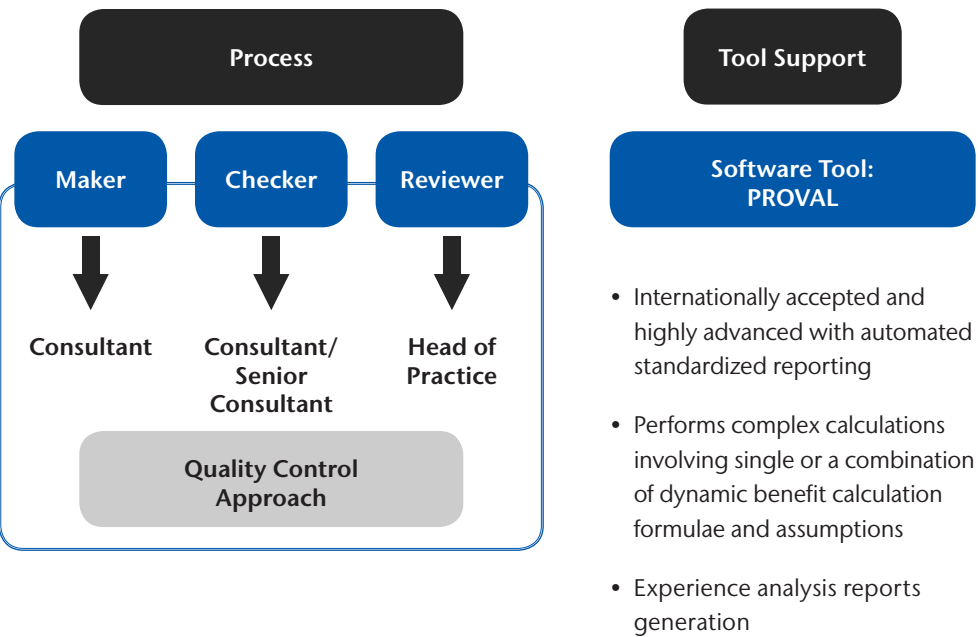 Process
Maker
Checker
Reviewer
Consultant
Consultant/
Senior
Consultant
Head of
Practice
Quality Control
Approach
Tool Support
Software Tool:
PROVAL
• Internationally accepted and
highly advanced with automated
standardized reporting
• Performs complex calculations
involving single or a combination
of dynamic benefit calculation
formulae and assumptions
• Experience analysis reports
generation